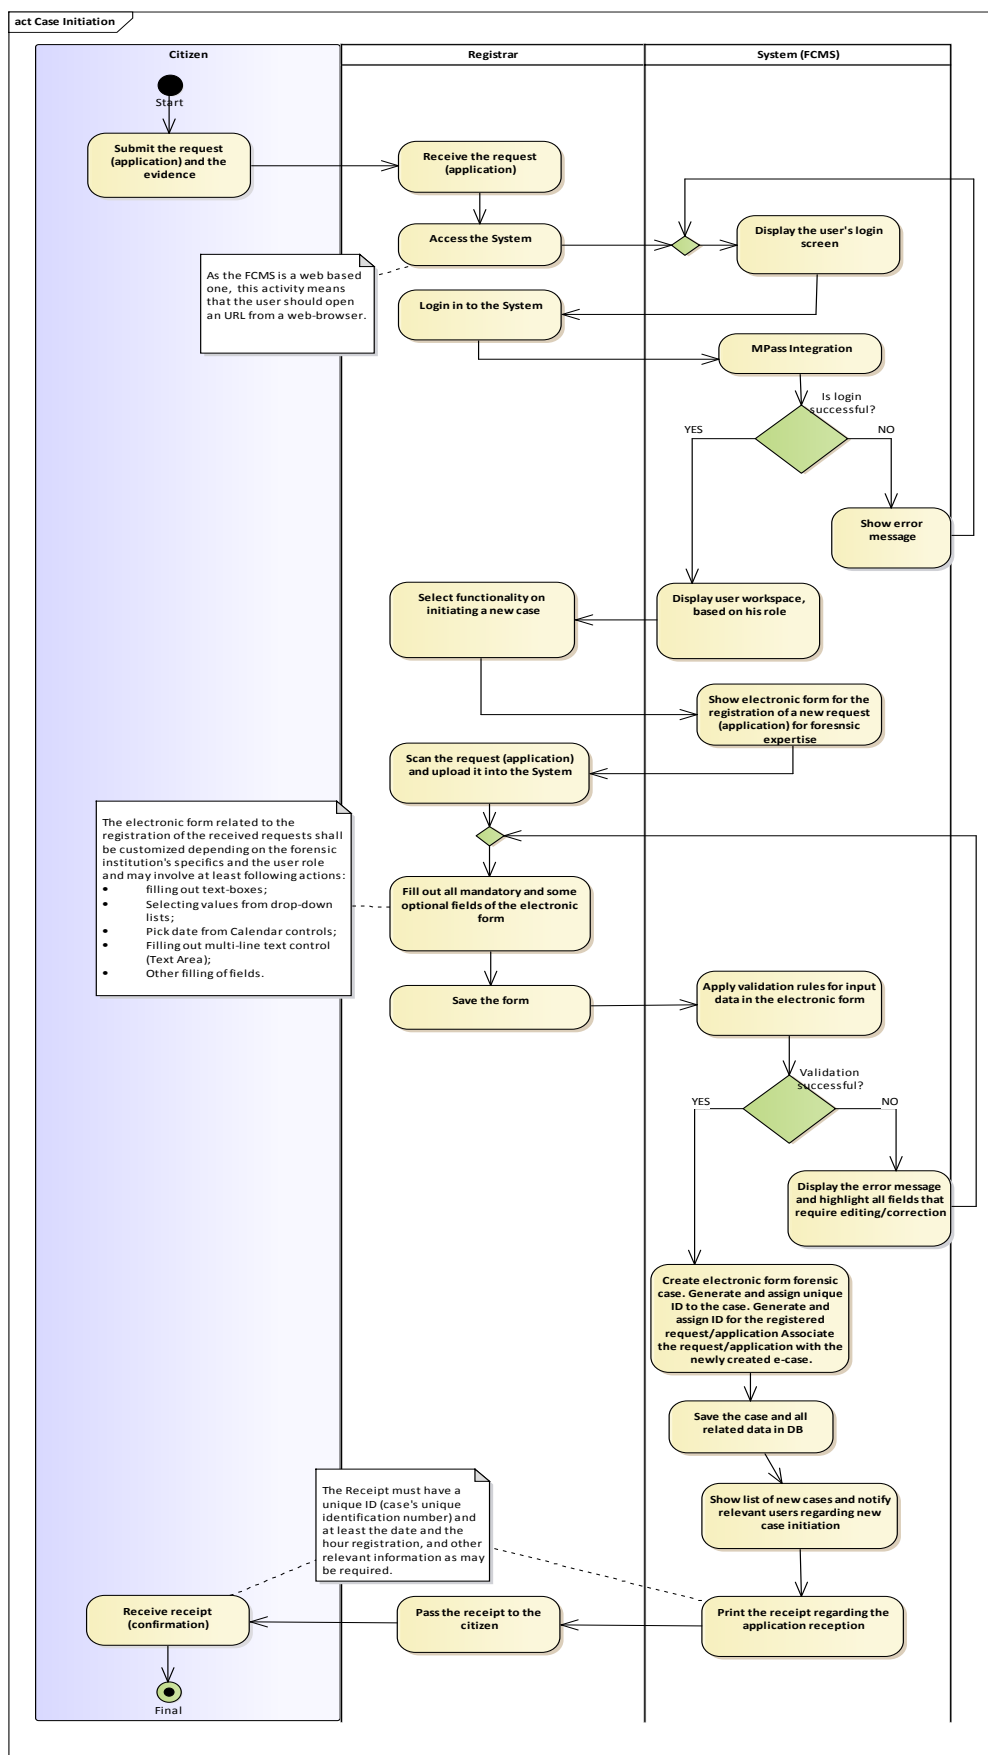 act Case Initiation
Citizen
Registrar
System (FCMS)
Start
Submit the request
(application) and the
evidence
Receive the request
(application)
Access the System
Display the user's login
screen
As the FCMS is a web based
one, this activity means
that the user should open
an URL from a web-browser.
Login in to the System
MPass Integration
Is login
successful?
YES
NO
Show error
message
Select functionality on
initiating a new case
Display user workspace,
based on his role
Show electronic form for the
registration of a new request
(application) for foresnsic
expertise
Scan the request (application)
and upload it into the System
The electronic form related to the
registration of the received requests shall
be customized depending on the forensic
institution's specifics and the user role
and may involve at least following actions:
• filling out text-boxes;
• Selecting values from drop-down
lists;
• Pick date from Calendar controls;
• Filling out multi-line text control
(Text Area);
• Other filling of fields.
Fill out all mandatory and some
optional fields of the electronic
form
Save the form
Apply validation rules for input
data in the electronic form
Validation
successful?
YES
NO
Display the error message
and highlight all fields that
require editing/correction
Create electronic form forensic
case. Generate and assign unique
ID to the case. Generate and
assign ID for the registered
request/application Associate
the request/application with the
newly created e-case.
Save the case and all
related data in DB
Show list of new cases and notify
relevant users regarding new
case initiation
The Receipt must have a
unique ID (case's unique
identification number) and
at least the date and the
hour registration, and other
relevant information as may
be required.
Receive receipt
(confirmation)
Pass the receipt to the
citizen
Print the receipt regarding the
application reception
Final